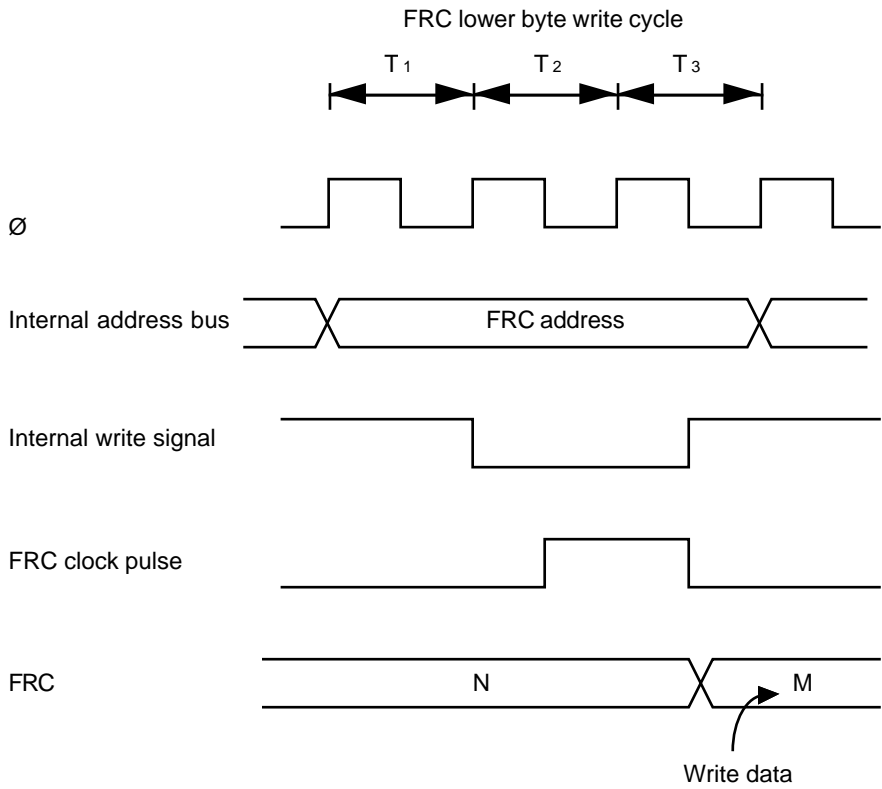 FRC lower byte write cycle
T1 T2 T3
Ø
Internal address bus FRC address
Internal write signal
FRC clock pulse
FRC N M
Write data